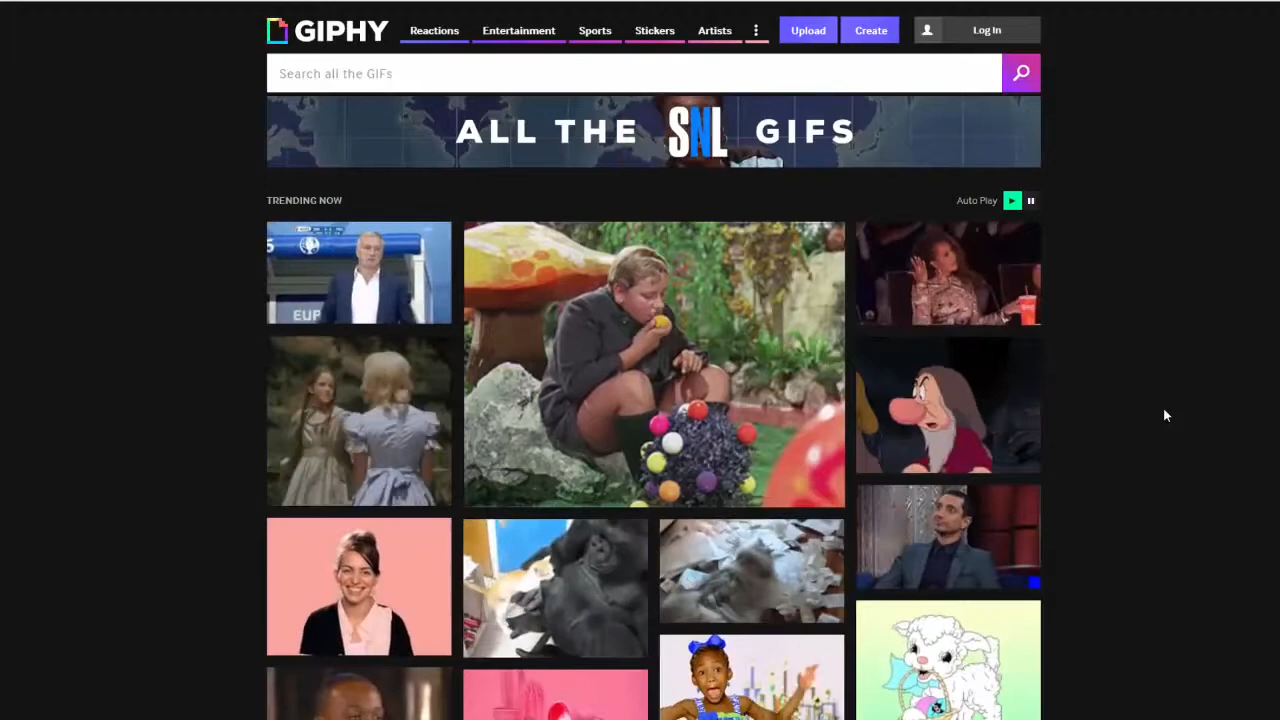 GIPHY
Reactions
Entertainment
Sports
Stickers
Artists
Upload
Create
Log In
Search all the GIFs
ALL THE SNL GIFS
TRENDING NOW
Auto Play
EUP